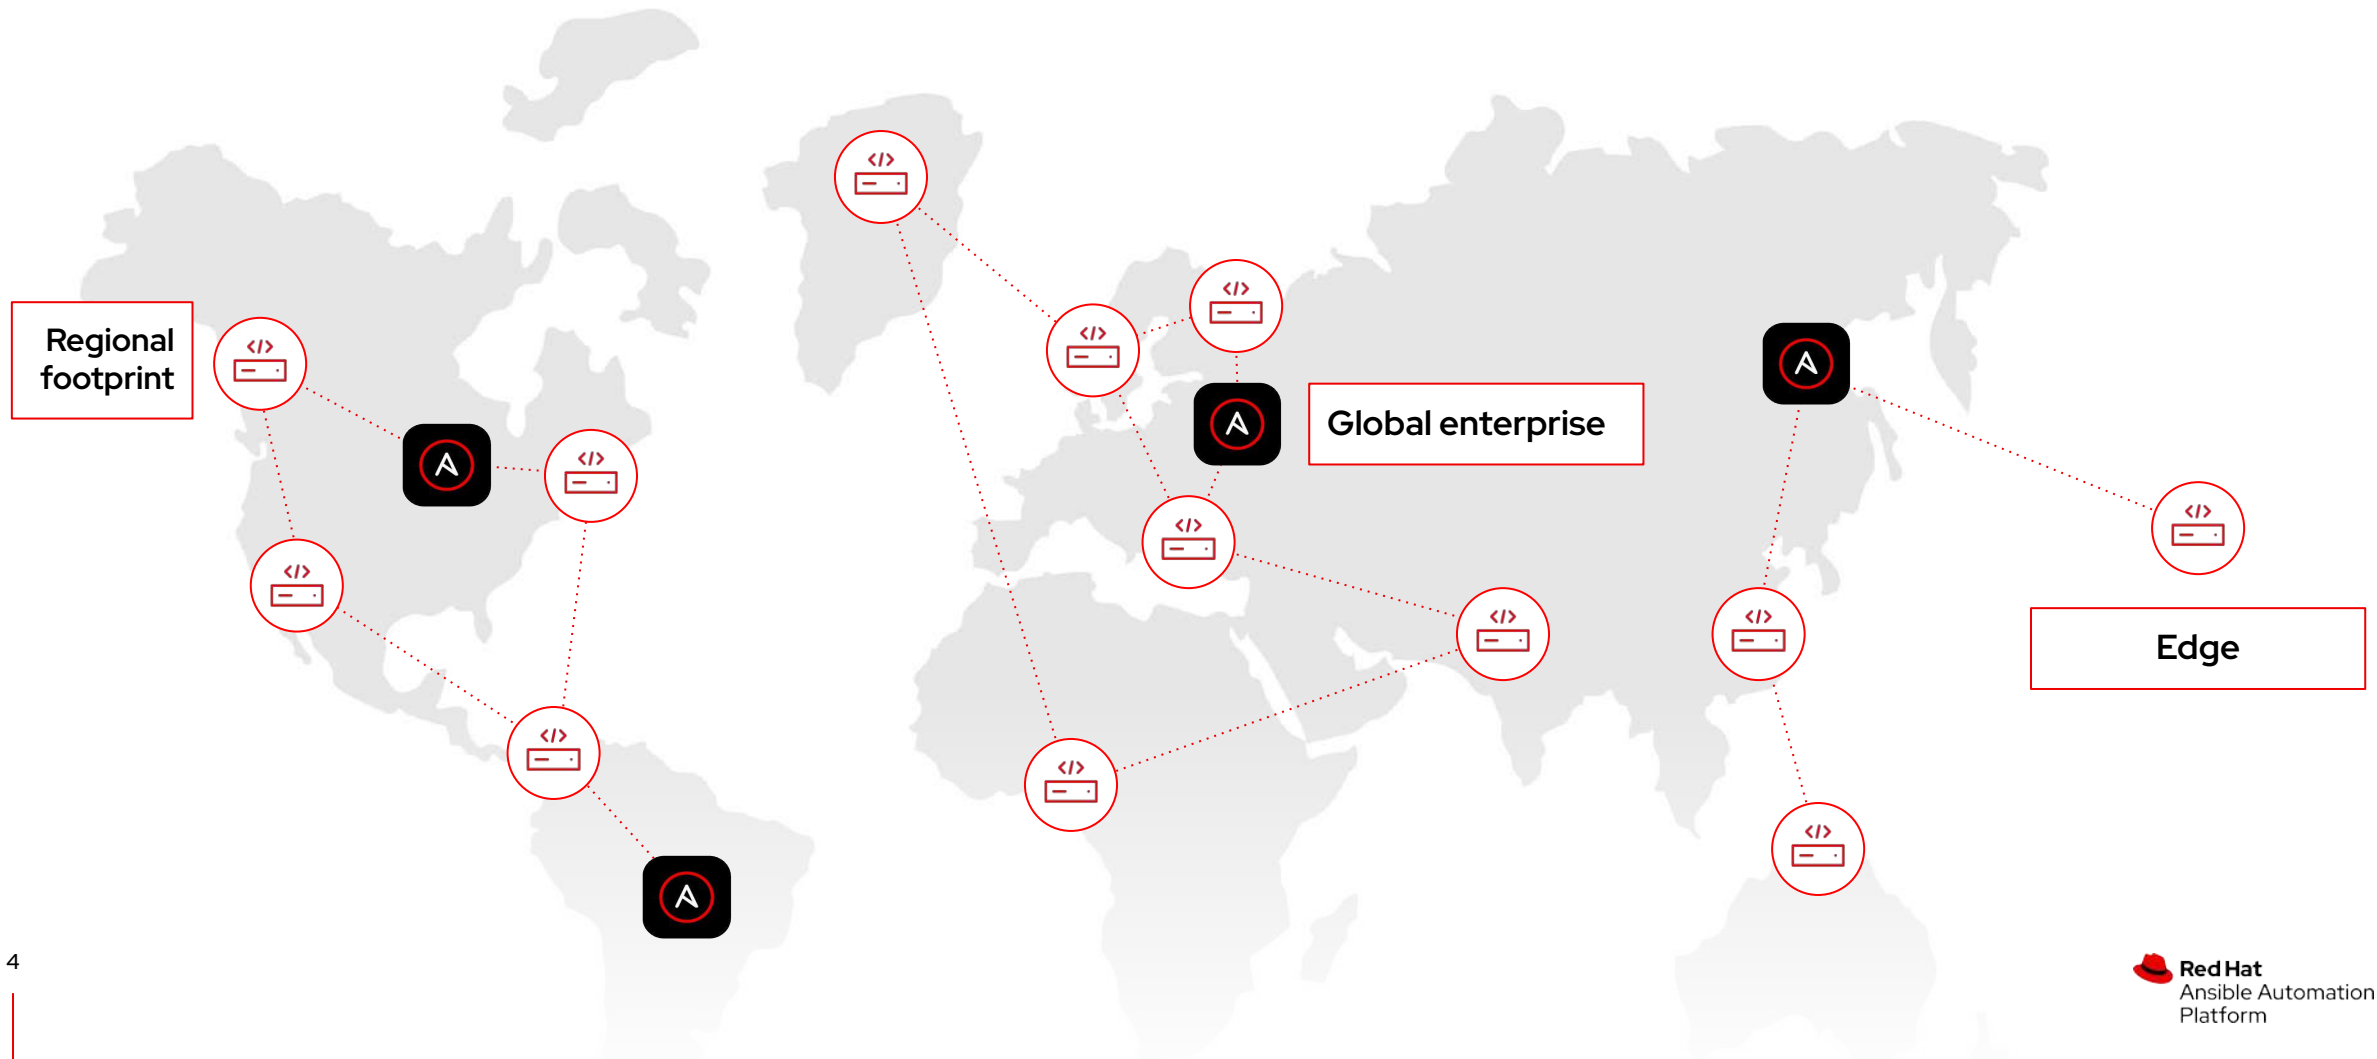 </>
</>
</>
Regional
footprint
</>
</>
Global enterprise
</>
</>
</>
</>
</>
</>
Edge
</>
</>
</>
4
Red Hat
Ansible Automation
Platform